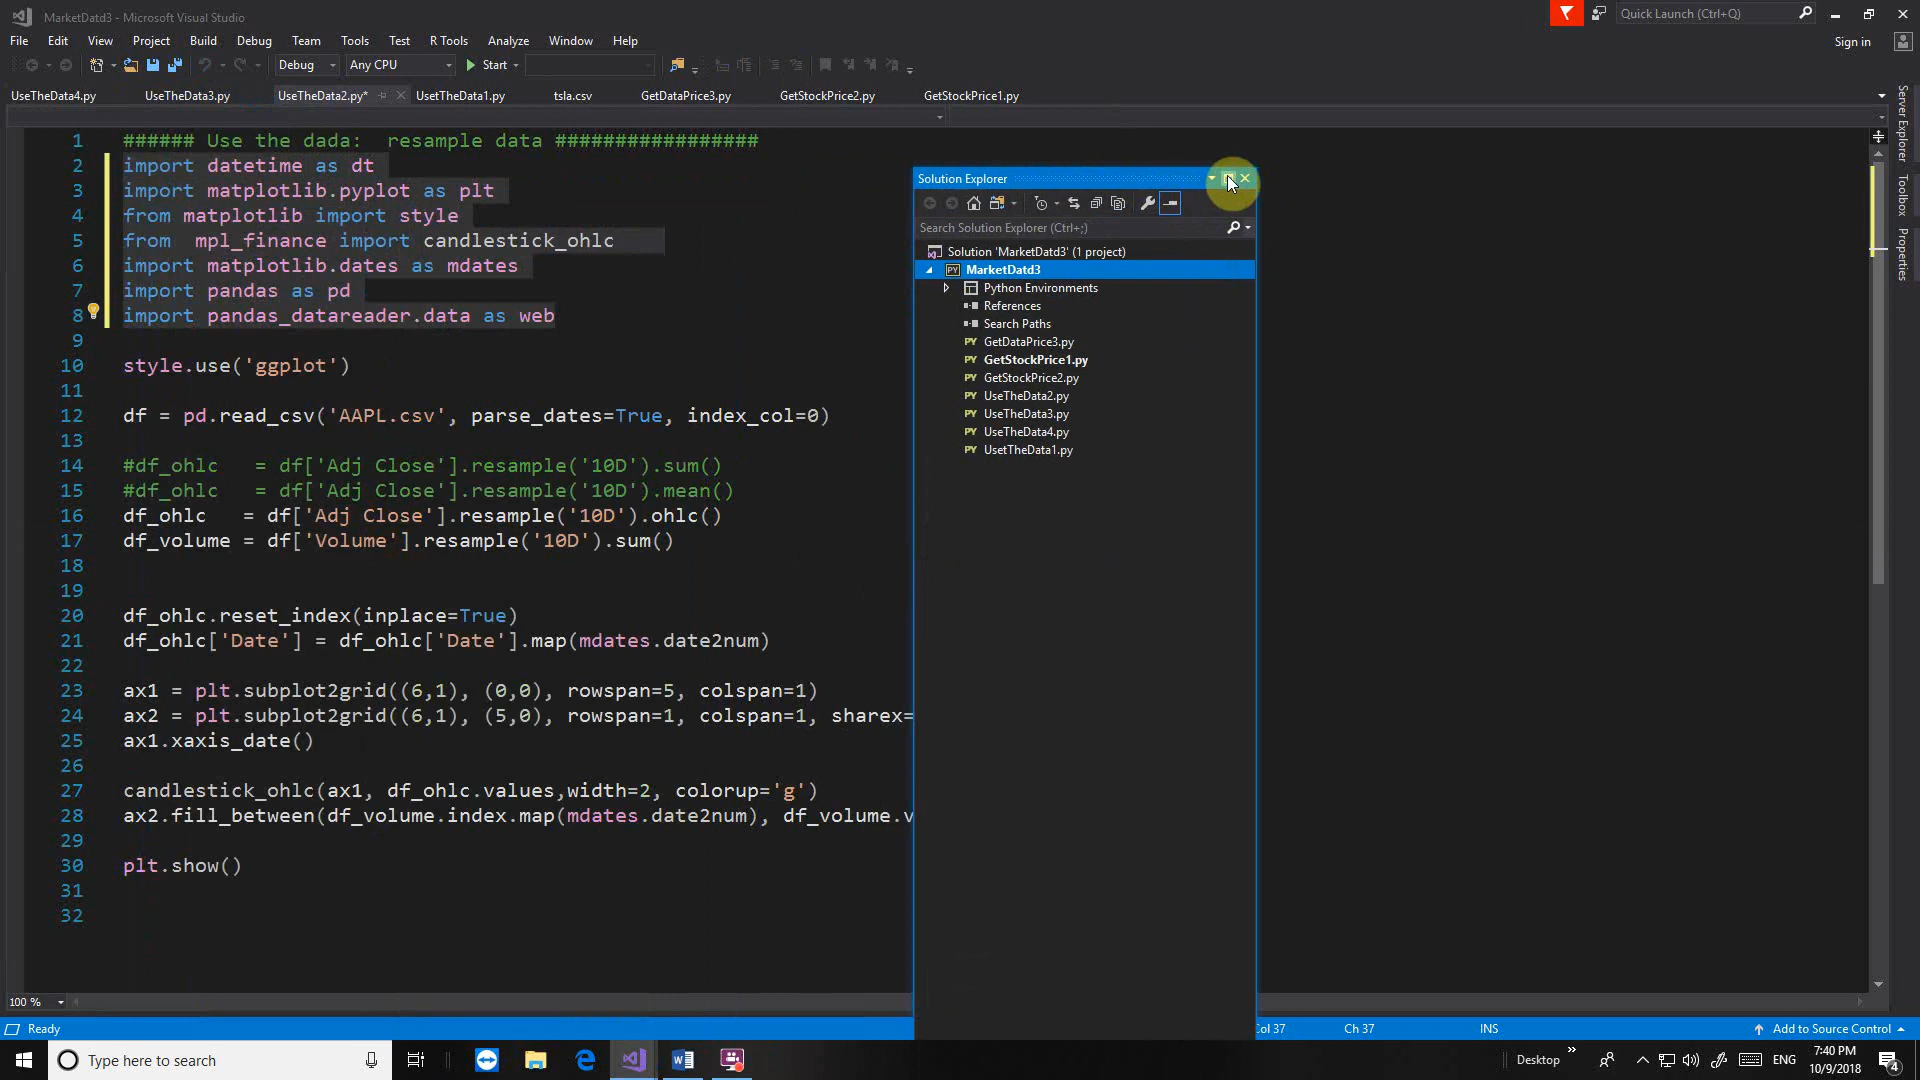 MarketDatd3 - Microsoft Visual Studio
Quick Launch (Ctrl+Q)
File Edit View Project Build Debug Team Tools Test R Tools Analyze Window Help
Sign in
Debug Any CPU Start
UseTheData4.py UseTheData3.py UseTheData2.py* UsetTheData1.py tsla.csv GetDataPrice3.py GetStockPrice2.py GetStockPrice1.py
1 ###### Use the dada: resample data #################
2 import datetime as dt
3 import matplotlib.pyplot as plt
4 from matplotlib import style
5 from mpl_finance import candlestick_ohlc
6 import matplotlib.dates as mdates
7 import pandas as pd
8 import pandas_datareader.data as web
9
10 style.use('ggplot')
11
12 df = pd.read_csv('AAPL.csv', parse_dates=True, index_col=0)
13
14 #df_ohlc = df['Adj Close'].resample('10D').sum()
15 #df_ohlc = df['Adj Close'].resample('10D').mean()
16 df_ohlc = df['Adj Close'].resample('10D').ohlc()
17 df_volume = df['Volume'].resample('10D').sum()
18
19
20 df_ohlc.reset_index(inplace=True)
21 df_ohlc['Date'] = df_ohlc['Date'].map(mdates.date2num)
22
23 ax1 = plt.subplot2grid((6,1), (0,0), rowspan=5, colspan=1)
24 ax2 = plt.subplot2grid((6,1), (5,0), rowspan=1, colspan=1, sharex=
25 ax1.xaxis_date()
26
27 candlestick_ohlc(ax1, df_ohlc.values,width=2, colorup='g')
28 ax2.fill_between(df_volume.index.map(mdates.date2num), df_volume.v
29
30 plt.show()
31
32
Solution Explorer
Search Solution Explorer (Ctrl+;)
Solution 'MarketDatd3' (1 project)
PY MarketDatd3
Python Environments
References
Search Paths
PY GetDataPrice3.py
PY GetStockPrice1.py
PY GetStockPrice2.py
PY UseTheData2.py
PY UseTheData3.py
PY UseTheData4.py
PY UsetTheData1.py
Server Explorer
Toolbox
Properties
100 %
Ready
Col 37 Ch 37 INS Add to Source Control
Type here to search
Desktop
ENG
7:40 PM
10/9/2018
4